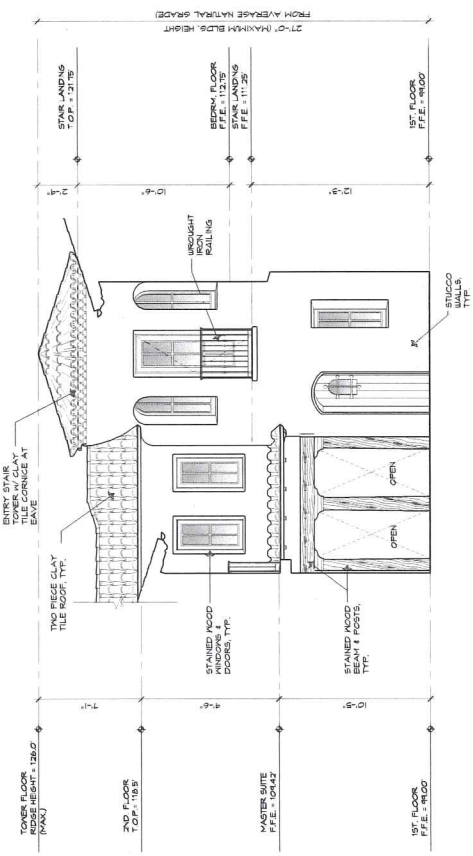 TOWER FLOOR
RIDGE HEIGHT = 126.0'
(MAX.)
2ND FLOOR
T.O.P. = 118.5'
MASTER SUITE
F.F.E. = 109.42'
1ST. FLOOR
F.F.E. = 99.00'
7'-1"
9'-6"
10'-5"
ENTRY STAIR
TOWER W/ CLAY
TILE CORNICE AT
EAVE
TWO PIECE CLAY
TILE ROOF, TYP.
STAINED WOOD
WINDOWS &
DOORS, TYP.
STAINED WOOD
BEAM & POSTS,
TYP.
OPEN
OPEN
WROUGHT
IRON
RAILING
STUCCO
WALLS,
TYP.
10'-6"
12'-3"
STAIR LANDING
T.O.P. = 121.75'
BEDRM. FLOOR
F.F.E. = 112.75'
STAIR LANDING
F.F.E. = 111.25'
1ST. FLOOR
F.F.E. = 99.00'
27'-0" (MAXIMUM BLDG. HEIGHT
FROM AVERAGE NATURAL GRADE)